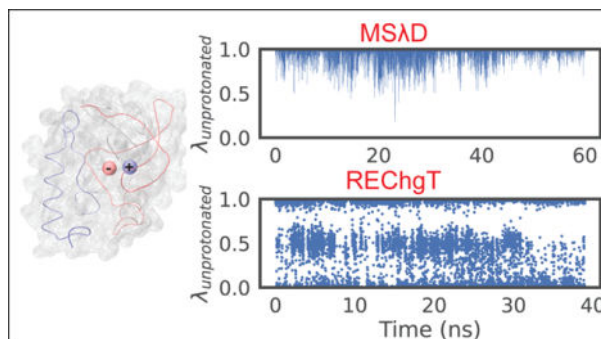 MSλD
λunprotonated
1.0
0.5
0.0
0 20 40 60
REChgT
λunprotonated
1.0
0.5
0.0
0 10 20 30 40
Time (ns)
-
+